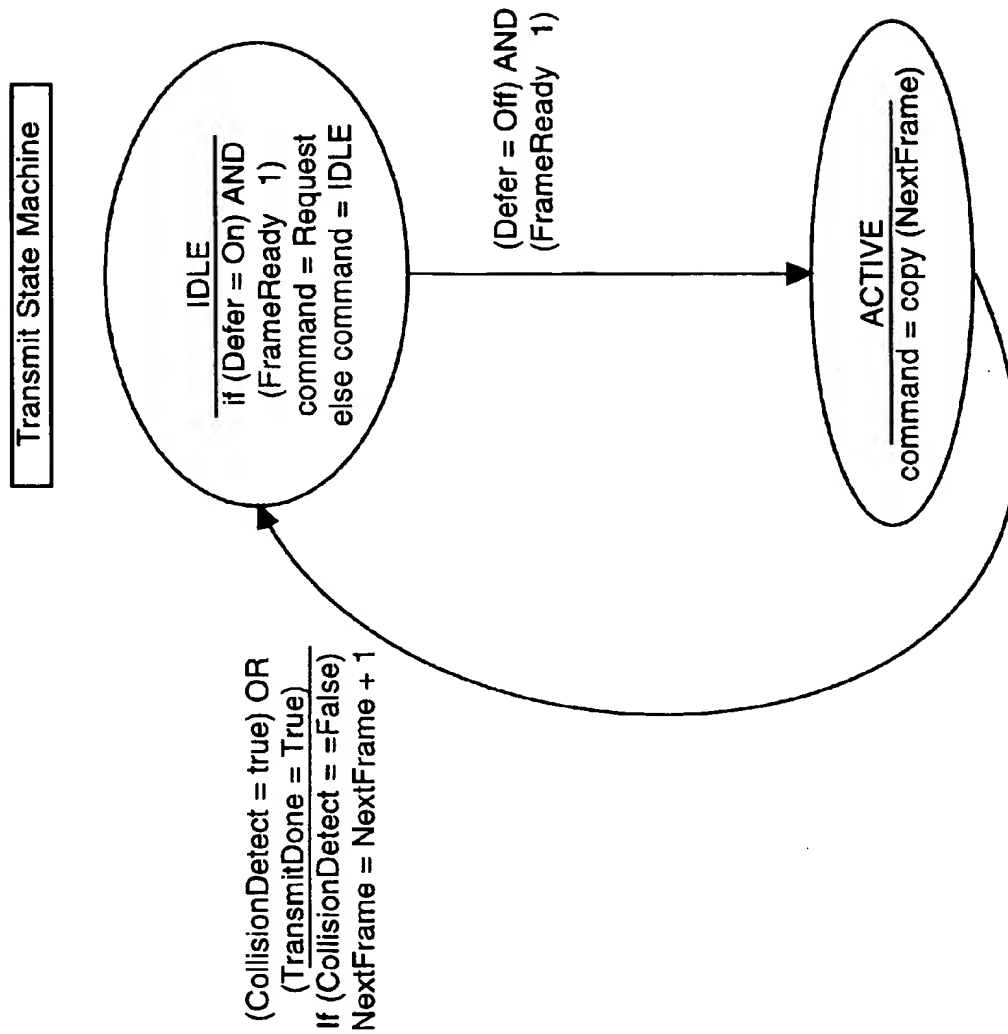 Transmit State Machine
IDLE
if (Defer = On) AND
(FrameReady 1)
command = Request
else command = IDLE
(Defer = Off) AND
(FrameReady 1)
ACTIVE
command = copy (NextFrame)
(CollisionDetect = true) OR
(TransmitDone = True)
If (CollisionDetect = =False)
NextFrame = NextFrame + 1